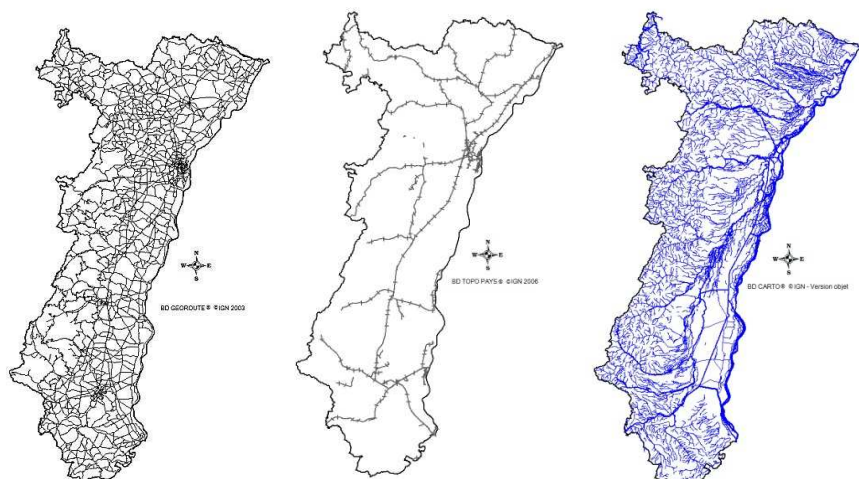 N
W E
S
BD GEOROUTE® ©IGN 2003
N
W E
S
BD TOPO PAYS® ©IGN 2006
N
W E
S
BD CARTO® ©IGN - Version objet